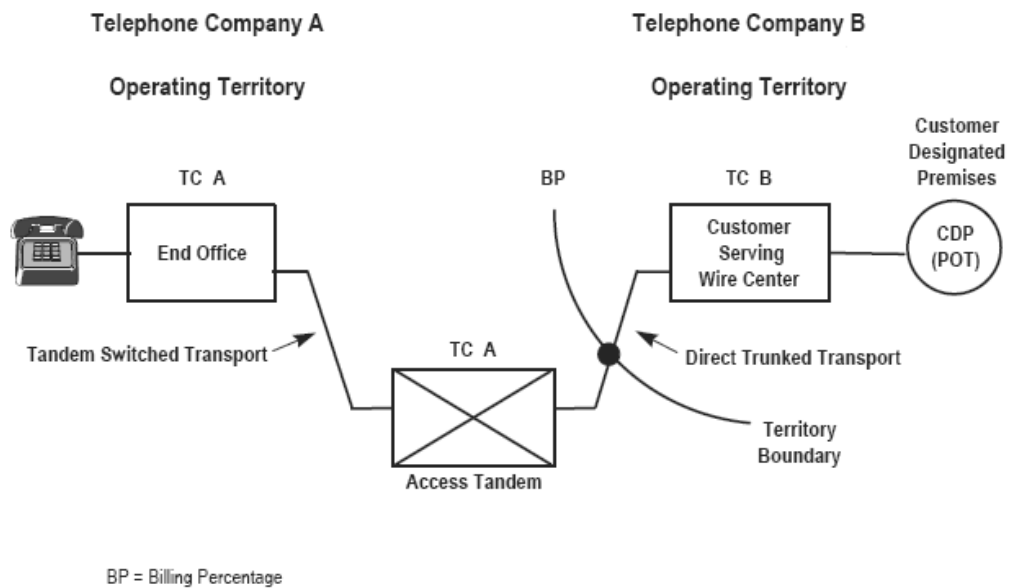 Telephone Company A
Telephone Company B
Operating Territory
Operating Territory
Customer
Designated
Premises
TC A
BP
TC B
End Office
Customer
Serving
Wire Center
CDP
(POT)
Tandem Switched Transport
TC A
Direct Trunked Transport
Territory
Boundary
Access Tandem
BP = Billing Percentage